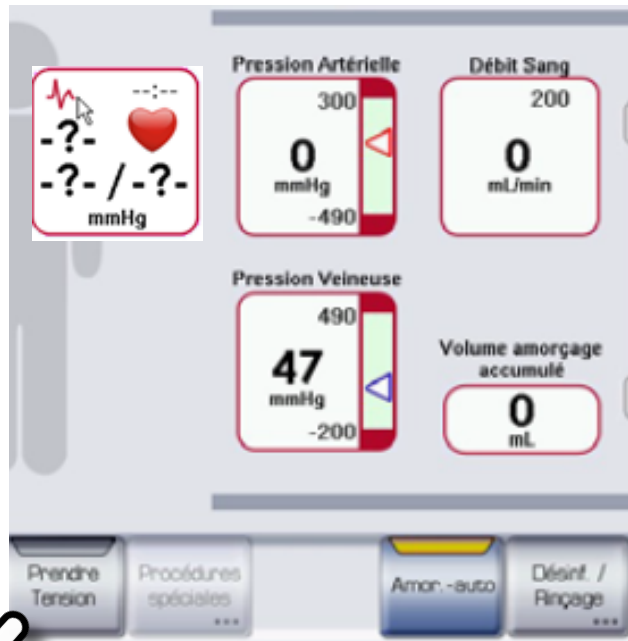 --:--
-?-
-?- / -?-
mmHg
Pression Artérielle
300
0
mmHg
-490
Débit Sang
200
0
mL/min
Pression Veineuse
490
47
mmHg
-200
Volume amorçage
accumulé
0
mL
Prendre
Tension
Procédures
spéciales
...
Amor.-auto
Désinf. /
Rinçage
...